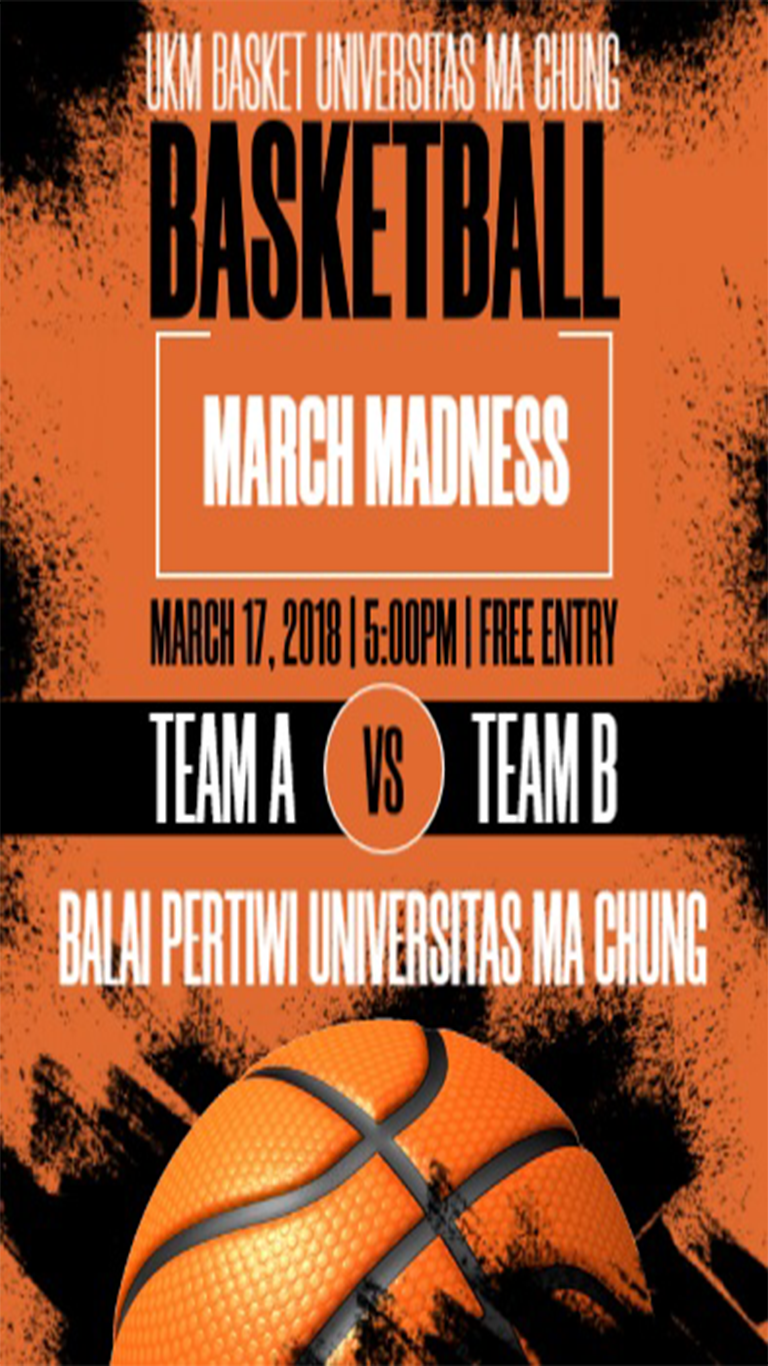 UKM BASKET UNIVERSITAS MA CHUNG
BASKETBALL
MARCH MADNESS
MARCH 17, 2018 | 5:00PM | FREE ENTRY
TEAM A VS TEAM B
BALAI PERTIWI UNIVERSITAS MA CHUNG